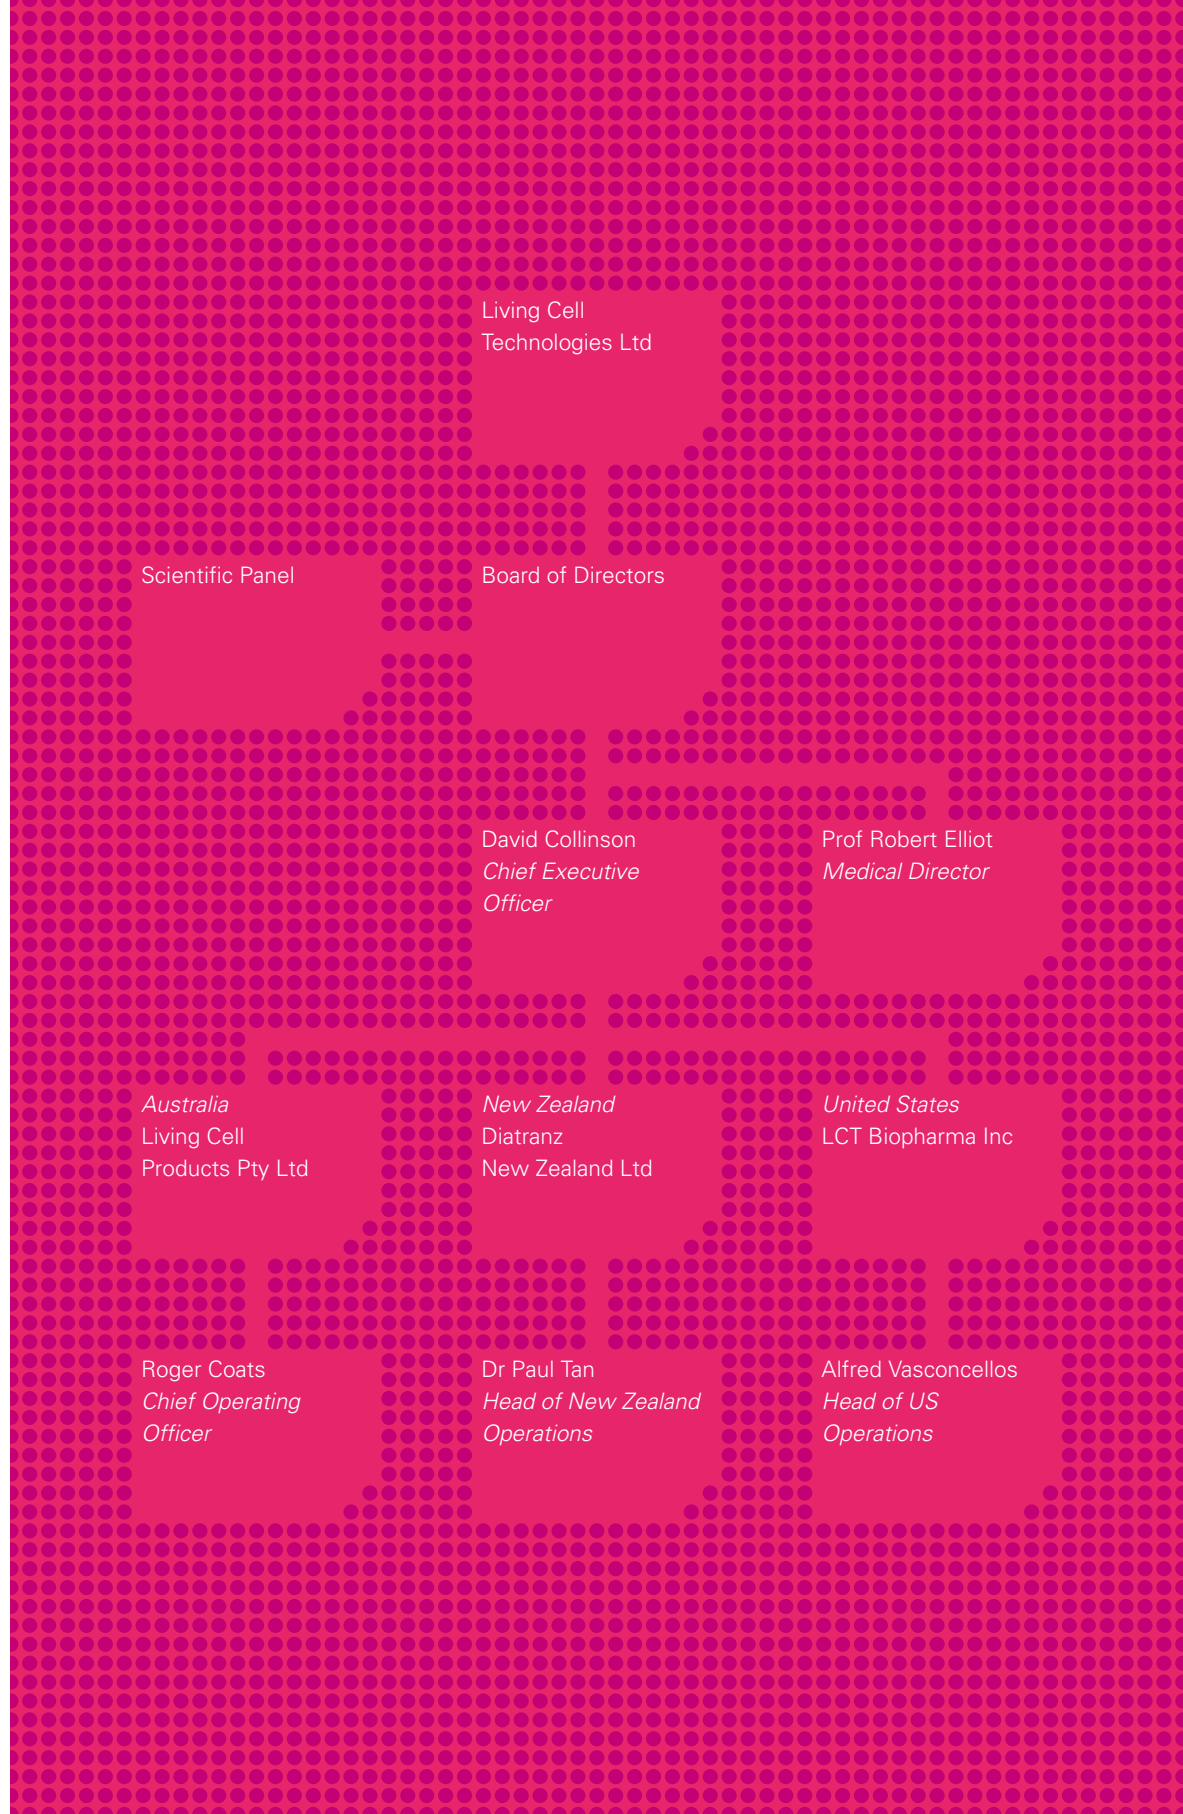 Living Cell
Technologies Ltd
Scientific Panel
Board of Directors
David Collinson
Chief Executive
Officer
Prof Robert Elliot
Medical Director
Australia
Living Cell
Products Pty Ltd
New Zealand
Diatranz
New Zealand Ltd
United States
LCT Biopharma Inc
Roger Coats
Chief Operating
Officer
Dr Paul Tan
Head of New Zealand
Operations
Alfred Vasconcellos
Head of US
Operations